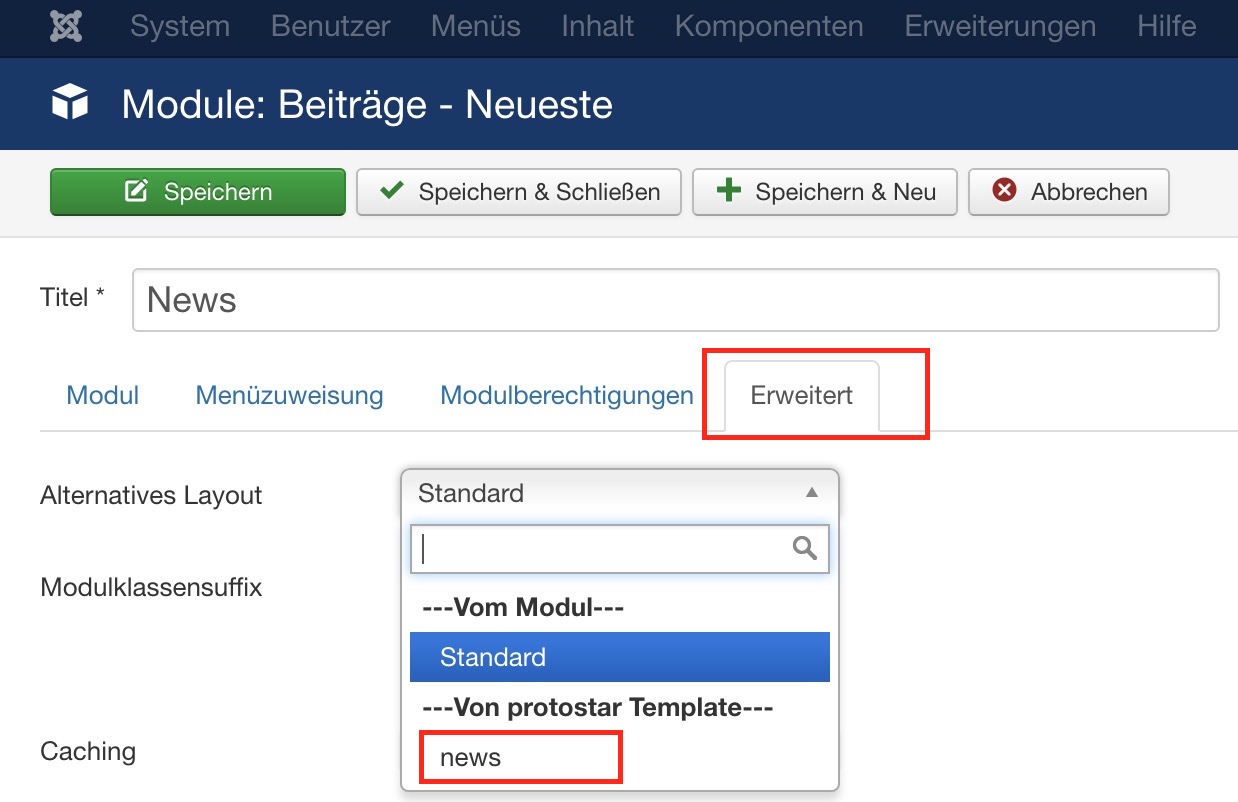 System Benutzer Menüs Inhalt Komponenten Erweiterungen Hilfe
Module: Beiträge - Neueste
Speichern Speichern & Schließen Speichern & Neu Abbrechen
Titel * News
Modul Menüzuweisung Modulberechtigungen Erweitert
Alternatives Layout Standard
Modulklassensuffix
---Vom Modul---
Standard
---Von protostar Template---
Caching
news